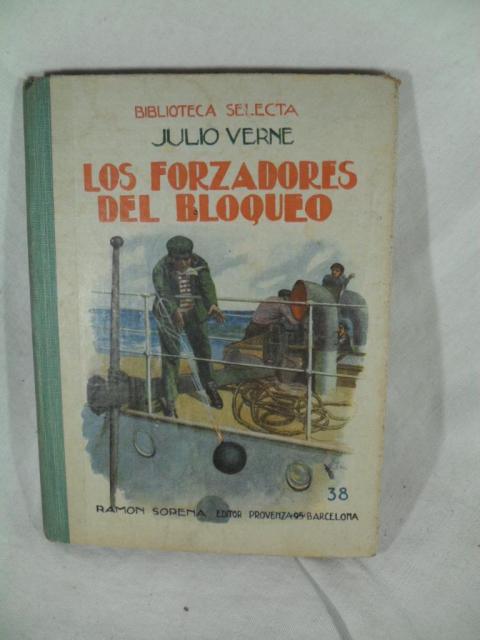 BIBLIOTECA SELECTA
JULIO VERNE
LOS FORZADORES
DEL BLOQUEO
38
RAMON SOPENA EDITOR PROVENZA·95 BARCELONA